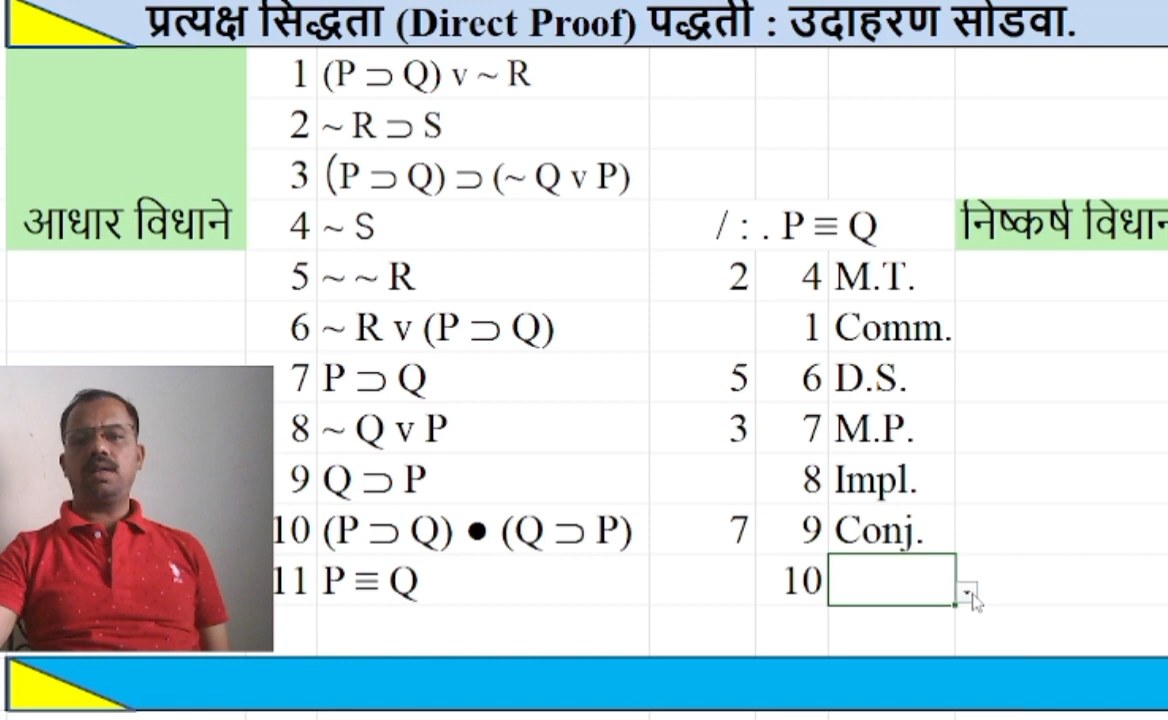 प्रत्यक्ष सिद्धता (Direct Proof) पद्धती : उदाहरण सोडवा.
1 (P ⊃ Q) v ~ R
2 ~ R ⊃ S
3 (P ⊃ Q) ⊃ (~ Q v P)
आधार विधाने 4 ~ S / : . P ≡ Q
5 ~ ~ R 2 4 M.T.
6 ~ R v (P ⊃ Q) 1 Comm.
7 P ⊃ Q 5 6 D.S.
8 ~ Q v P 3 7 M.P.
9 Q ⊃ P 8 Impl.
10 (P ⊃ Q) ● (Q ⊃ P) 7 9 Conj.
11 P ≡ Q 10